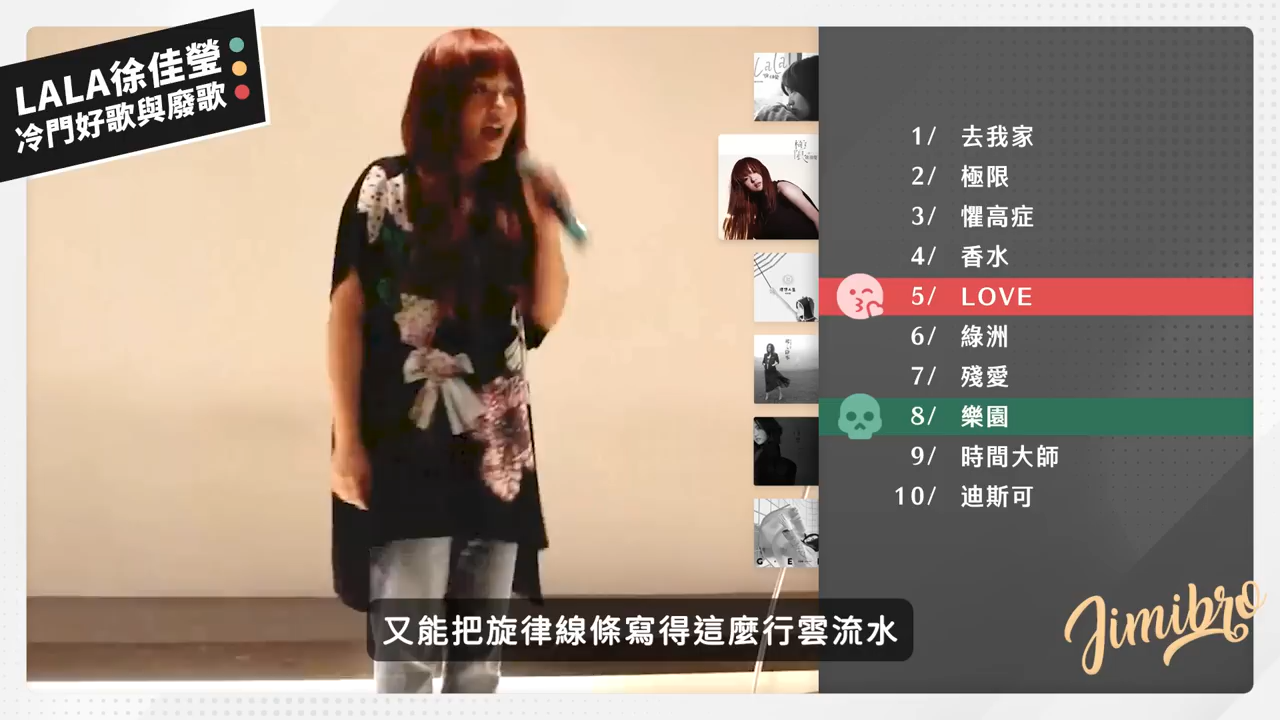 LALA徐佳瑩
冷門好歌與廢歌
LaLa
極限
1/ 去我家
2/ 極限
3/ 懼高症
4/ 香水
5/ LOVE
6/ 綠洲
7/ 殘愛
8/ 樂園
9/ 時間大師
10/ 迪斯可
又能把旋律線條寫得這麼行雲流水
Jimibro